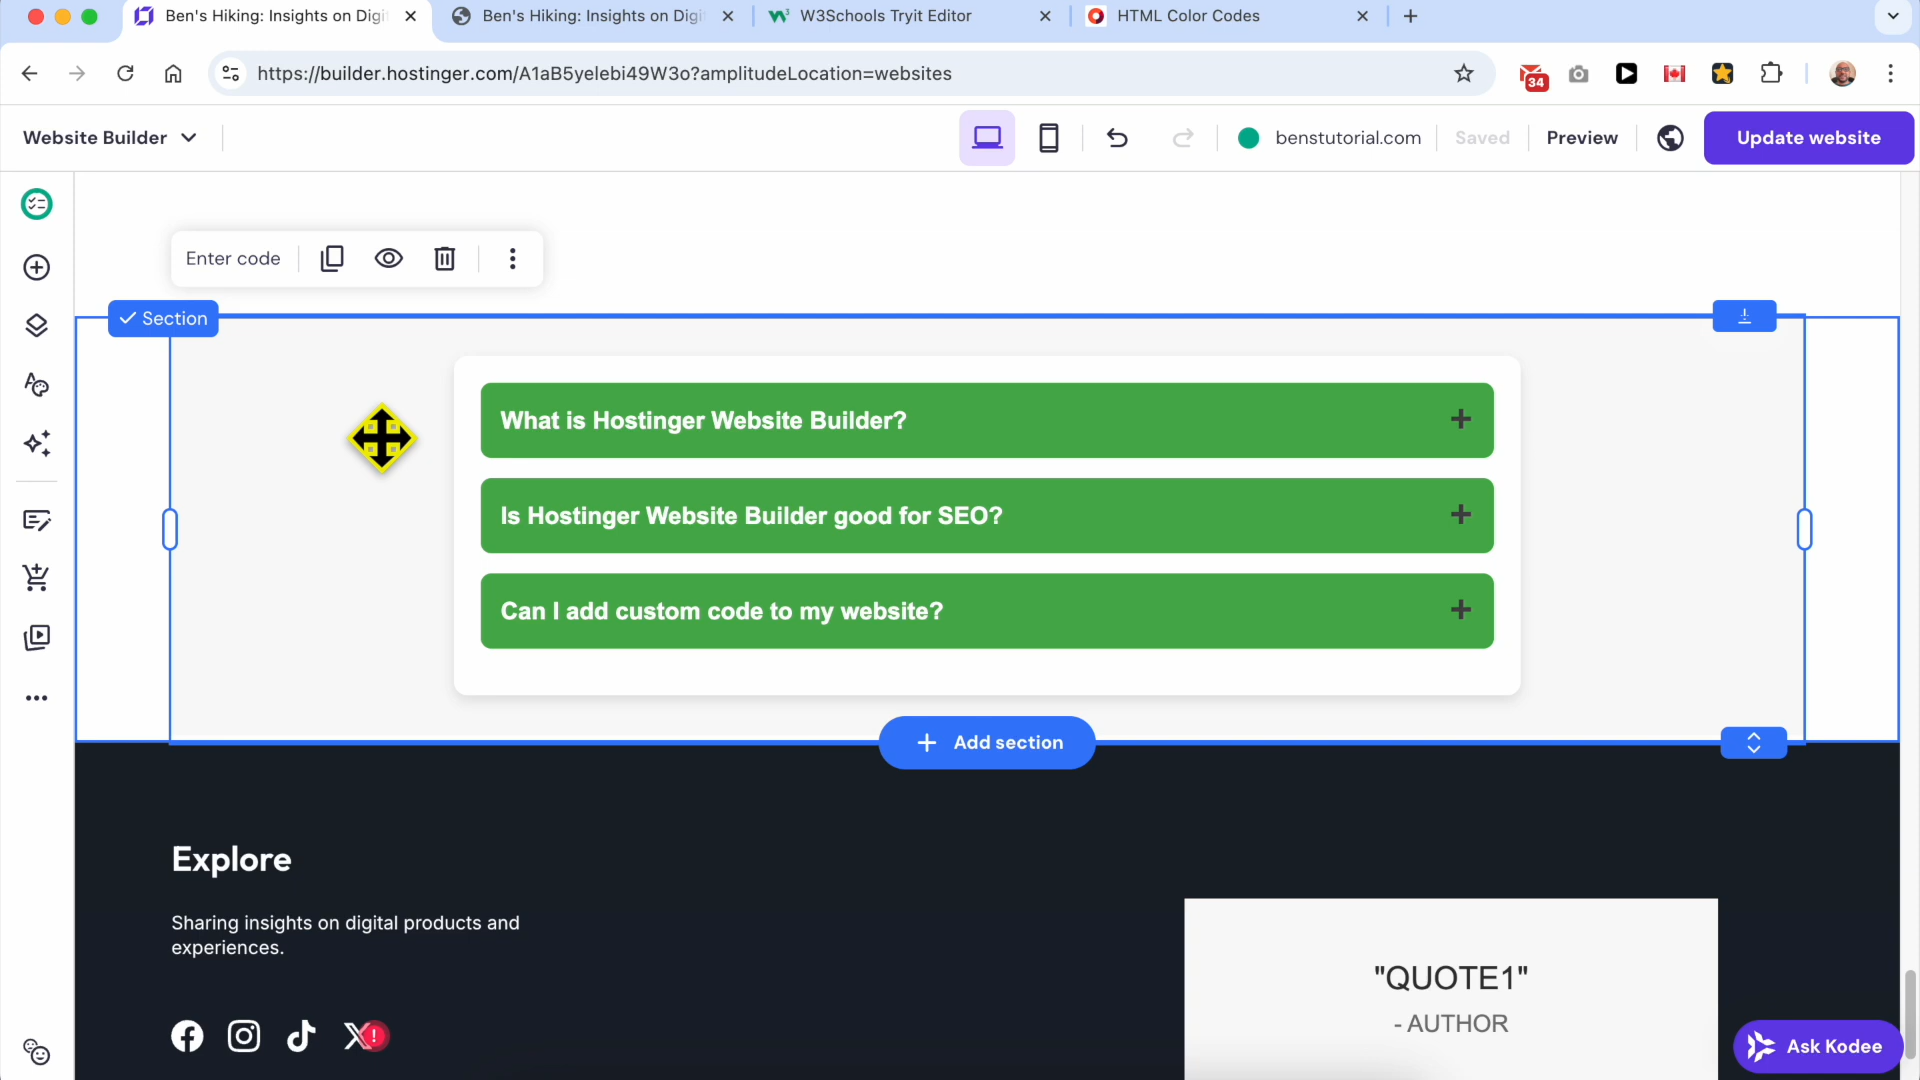 Ben's Hiking: Insights on Digi
Ben's Hiking: Insights on Digi
W3Schools Tryit Editor
HTML Color Codes
https://builder.hostinger.com/A1aB5yelebi49W3o?amplitudeLocation=websites
34
Website Builder
benstutorial.com
Saved
Preview
Update website
Enter code
Section
What is Hostinger Website Builder?
Is Hostinger Website Builder good for SEO?
Can I add custom code to my website?
Add section
Explore
Sharing insights on digital products and
experiences.
"QUOTE1"
- AUTHOR
Ask Kodee